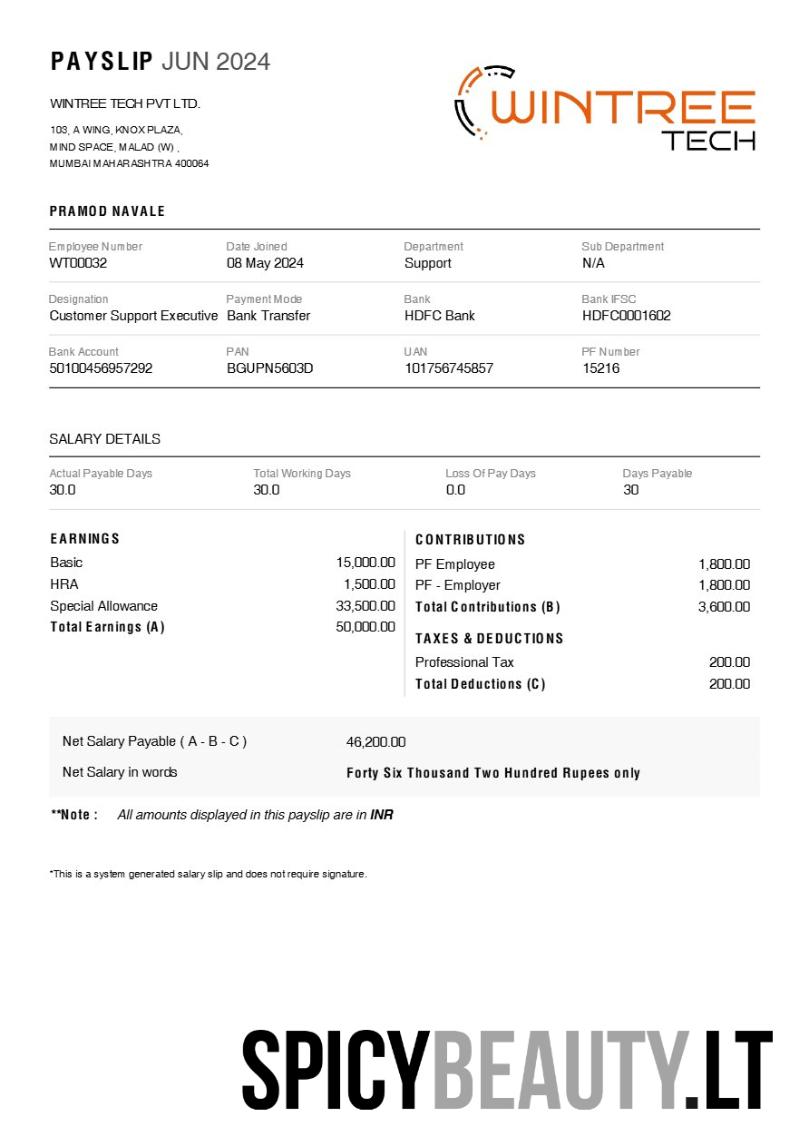 PAYSLIP JUN 2024
WINTREE TECH PVT LTD.
103, A WING, KNOX PLAZA,
MIND SPACE, MALAD (W) ,
MUMBAI MAHARASHTRA 400064
WINTREE
TECH
PRAMOD NAVALE
Employee Number Date Joined Department Sub Department
WT00032 08 May 2024 Support N/A
Designation Payment Mode Bank Bank IFSC
Customer Support Executive Bank Transfer HDFC Bank HDFC0001602
Bank Account PAN UAN PF Number
50100456957292 BGUPN5603D 101756745857 15216
SALARY DETAILS
Actual Payable Days Total Working Days Loss Of Pay Days Days Payable
30.0 30.0 0.0 30
EARNINGS
Basic 15,000.00
HRA 1,500.00
Special Allowance 33,500.00
Total Earnings (A) 50,000.00
CONTRIBUTIONS
PF Employee 1,800.00
PF - Employer 1,800.00
Total Contributions (B) 3,600.00
TAXES & DEDUCTIONS
Professional Tax 200.00
Total Deductions (C) 200.00
Net Salary Payable ( A - B - C ) 46,200.00
Net Salary in words Forty Six Thousand Two Hundred Rupees only
**Note : All amounts displayed in this payslip are in INR
*This is a system generated salary slip and does not require signature.
SPICYBEAUTY.LT